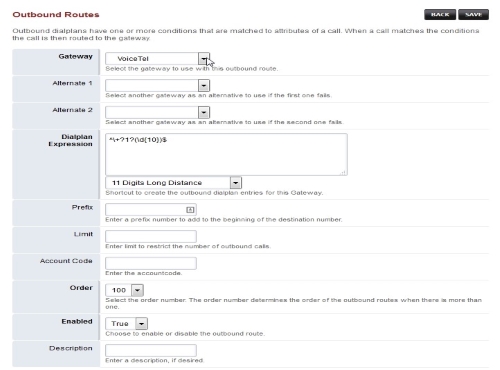 Outbound Routes
BACK SAVE
Outbound dialplans have one or more conditions that are matched to attributes of a call. When a call matches the conditions
the call is then routed to the gateway.
Gateway
VoiceTel
Select the gateway to use with this outbound route.
Alternate 1
Select another gateway as an alternative to use if the first one fails.
Alternate 2
Select another gateway as an alternative to use if the second one fails.
Dialplan
Expression
^\+?1?(\d{10})$
11 Digits Long Distance
Shortcut to create the outbound dialplan entries for this Gateway.
Prefix
Enter a prefix number to add to the beginning of the destination number.
Limit
Enter limit to restrict the number of outbound calls.
Account Code
Enter the accountcode.
Order
100
Select the order number. The order number determines the order of the outbound routes when there is more than
one.
Enabled
True
Choose to enable or disable the outbound route.
Description
Enter a description, if desired.